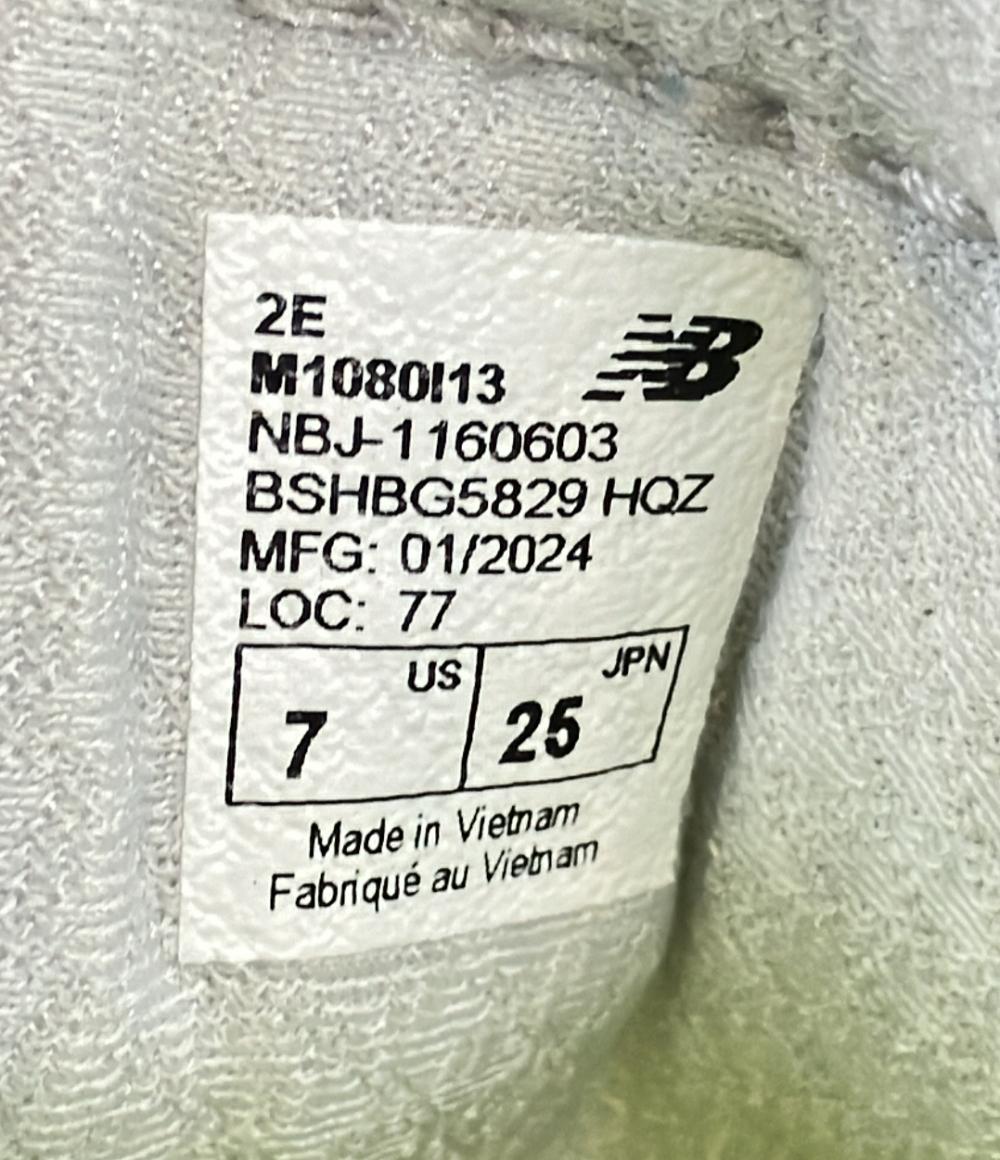 2E
M1080I13
NB
NBJ-1160603
BSHBG5829 HQZ
MFG: 01/2024
LOC: 77
US JPN
7 25
Made in Vietnam
Fabriqué au Vietnam